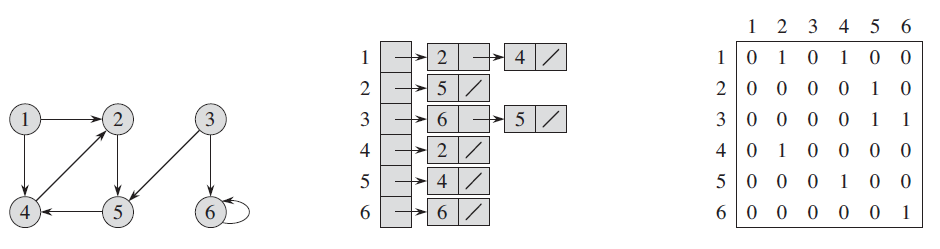 1 2 3
4 5 6
1 2 4
2 5
3 6 5
4 2
5 4
6 6
1 2 3 4 5 6
1 0 1 0 1 0 0
2 0 0 0 0 1 0
3 0 0 0 0 1 1
4 0 1 0 0 0 0
5 0 0 0 1 0 0
6 0 0 0 0 0 1